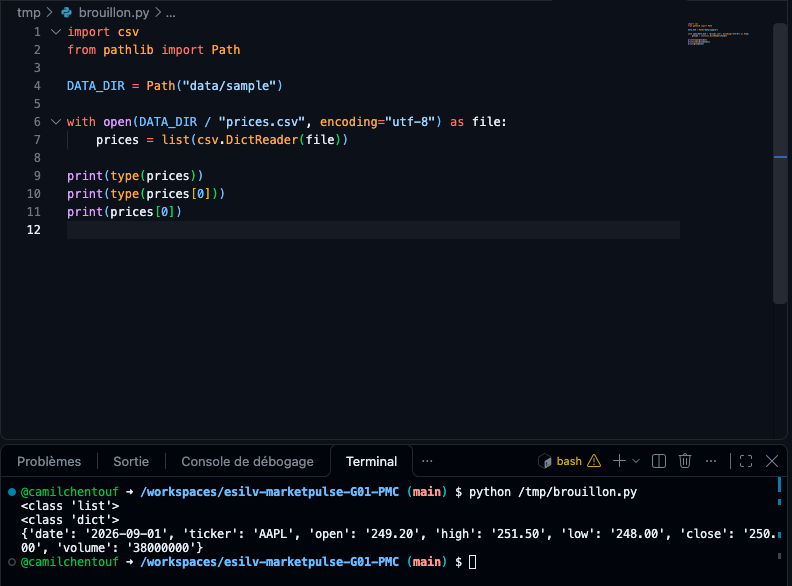 tmp > brouillon.py > ...
1 import csv
2 from pathlib import Path
3
4 DATA_DIR = Path("data/sample")
5
6 with open(DATA_DIR / "prices.csv", encoding="utf-8") as file:
7     prices = list(csv.DictReader(file))
8
9 print(type(prices))
10 print(type(prices[0]))
11 print(prices[0])
12
Problèmes Sortie Console de débogage Terminal ··· bash ···
@camilchentouf → /workspaces/esilv-marketpulse-G01-PMC (main) $ python /tmp/brouillon.py
<class 'list'>
<class 'dict'>
{'date': '2026-09-01', 'ticker': 'AAPL', 'open': '249.20', 'high': '251.50', 'low': '248.00', 'close': '250.
00', 'volume': '38000000'}
@camilchentouf → /workspaces/esilv-marketpulse-G01-PMC (main) $